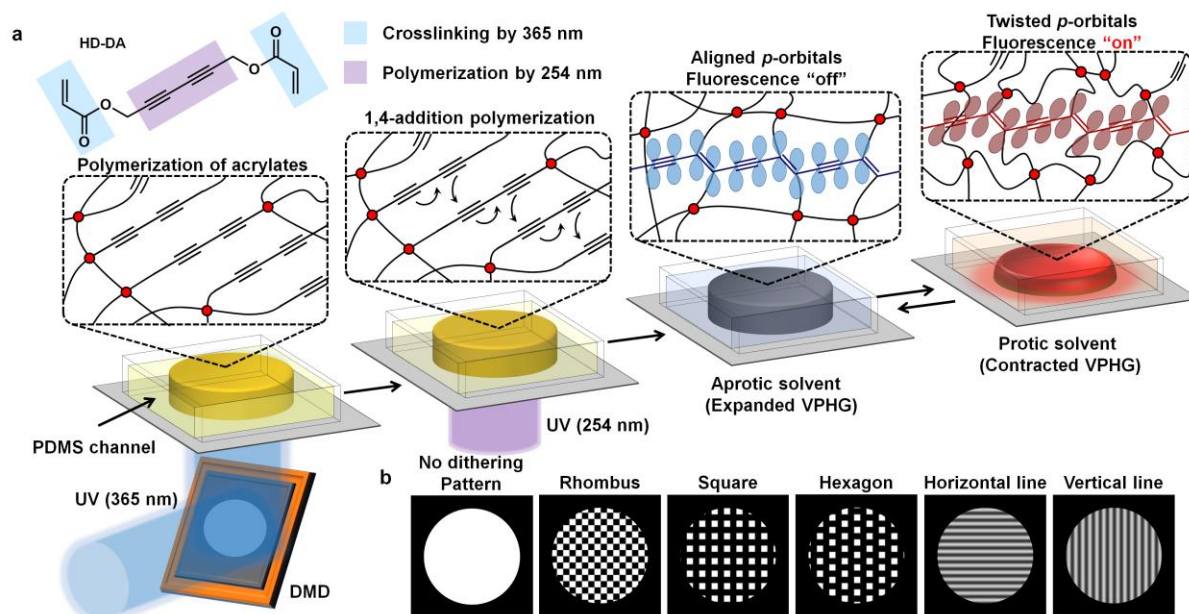 a
HD-DA
O
O
O
O
Crosslinking by 365 nm
Polymerization by 254 nm
Polymerization of acrylates
1,4-addition polymerization
Aligned p-orbitals
Fluorescence “off”
Twisted p-orbitals
Fluorescence “on”
PDMS channel
UV (365 nm)
DMD
UV (254 nm)
Aprotic solvent
(Expanded VPHG)
Protic solvent
(Contracted VPHG)
b
No dithering
Pattern
Rhombus
Square
Hexagon
Horizontal line
Vertical line